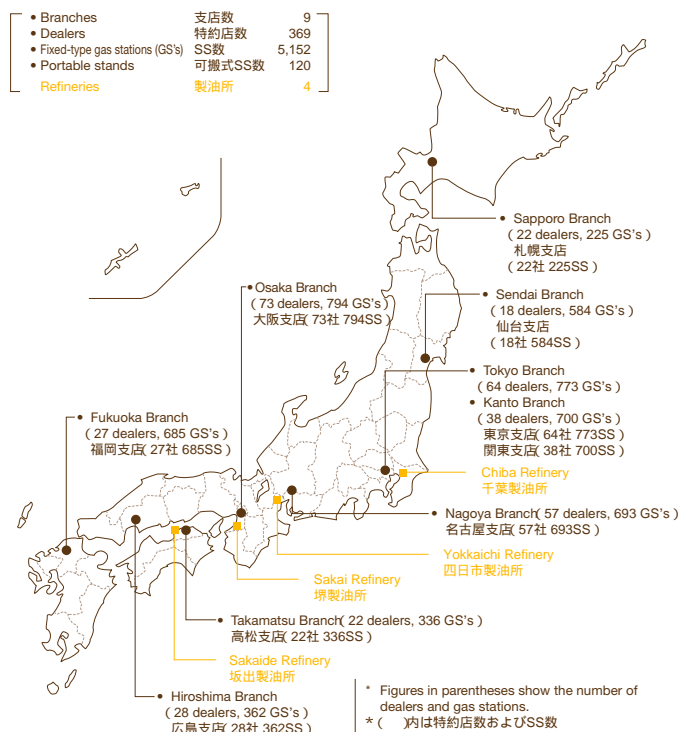 • Branches 支店数 9
• Dealers 特約店数 369
• Fixed-type gas stations (GS's) SS数 5,152
• Portable stands 可搬式SS数 120
Refineries 製油所 4
• Sapporo Branch
( 22 dealers, 225 GS's )
札幌支店
(22社 225SS)
• Osaka Branch
( 73 dealers, 794 GS's )
大阪支店( 73社 794SS)
• Sendai Branch
( 18 dealers, 584 GS's )
仙台支店
(18社 584SS)
• Tokyo Branch
( 64 dealers, 773 GS's )
• Kanto Branch
( 38 dealers, 700 GS's )
東京支店( 64社 773SS)
関東支店( 38社 700SS)
• Fukuoka Branch
( 27 dealers, 685 GS's )
福岡支店( 27社 685SS)
Chiba Refinery
千葉製油所
• Nagoya Branch( 57 dealers, 693 GS's )
名古屋支店( 57社 693SS)
Yokkaichi Refinery
四日市製油所
Sakai Refinery
堺製油所
• Takamatsu Branch( 22 dealers, 336 GS's )
高松支店( 22社 336SS)
Sakaide Refinery
坂出製油所
• Hiroshima Branch
( 28 dealers, 362 GS's )
広島支店( 28社 362SS)
* Figures in parentheses show the number of
dealers and gas stations.
* ( )内は特約店数およびSS数